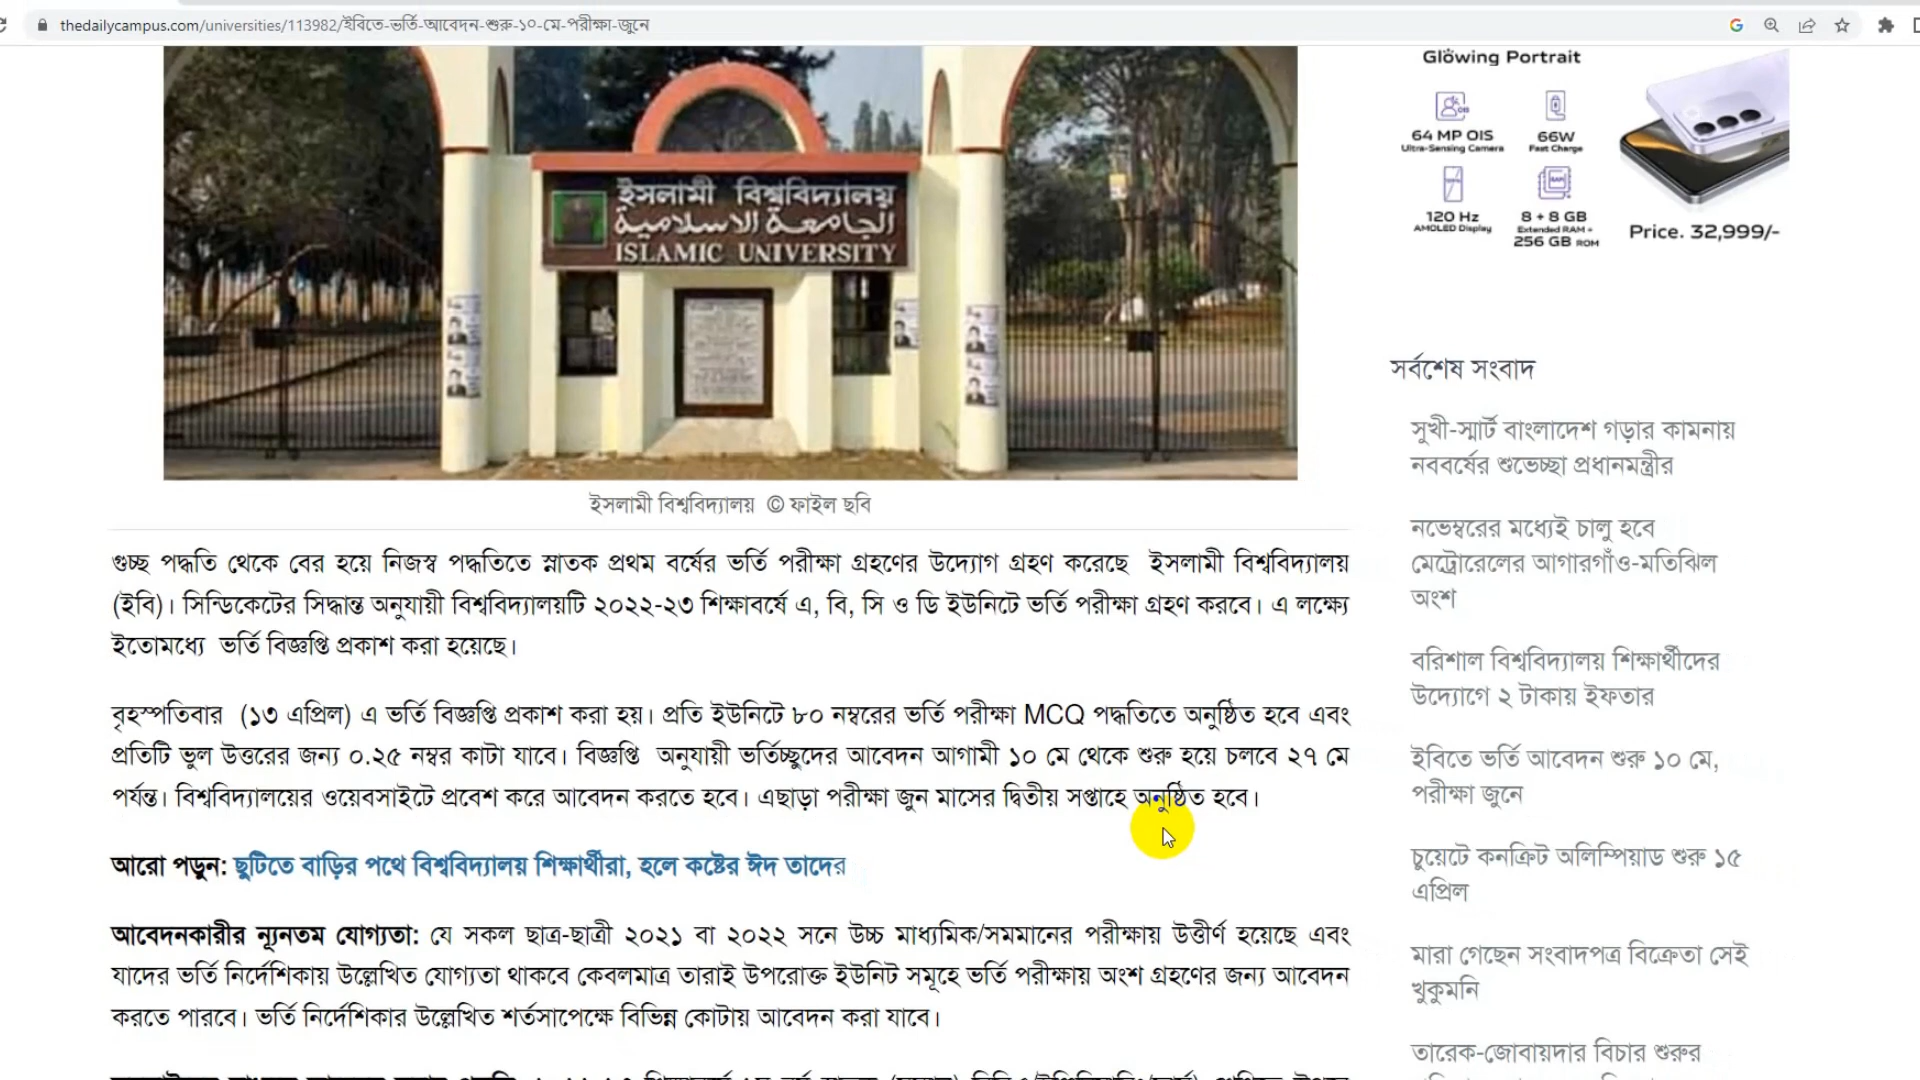 thedailycampus.com/universities/113982/ইবিতে-ভর্তি-আবেদন-শুরু-১০-মে-পরীক্ষা-জুনে
ইসলামী বিশ্ববিদ্যালয়
الجامعة الاسلامية
ISLAMIC UNIVERSITY
ইসলামী বিশ্ববিদ্যালয় © ফাইল ছবি
গুচ্ছ পদ্ধতি থেকে বের হয়ে নিজস্ব পদ্ধতিতে স্নাতক প্রথম বর্ষের ভর্তি পরীক্ষা গ্রহণের উদ্যোগ গ্রহণ করেছে ইসলামী বিশ্ববিদ্যালয়
(ইবি)। সিন্ডিকেটের সিদ্ধান্ত অনুযায়ী বিশ্ববিদ্যালয়টি ২০২২-২৩ শিক্ষাবর্ষে এ, বি, সি ও ডি ইউনিটে ভর্তি পরীক্ষা গ্রহণ করবে। এ লক্ষ্যে
ইতোমধ্যে ভর্তি বিজ্ঞপ্তি প্রকাশ করা হয়েছে।
বৃহস্পতিবার (১৩ এপ্রিল) এ ভর্তি বিজ্ঞপ্তি প্রকাশ করা হয়। প্রতি ইউনিটে ৮০ নম্বরের ভর্তি পরীক্ষা MCQ পদ্ধতিতে অনুষ্ঠিত হবে এবং
প্রতিটি ভুল উত্তরের জন্য ০.২৫ নম্বর কাটা যাবে। বিজ্ঞপ্তি অনুযায়ী ভর্তিচ্ছুদের আবেদন আগামী ১০ মে থেকে শুরু হয়ে চলবে ২৭ মে
পর্যন্ত। বিশ্ববিদ্যালয়ের ওয়েবসাইটে প্রবেশ করে আবেদন করতে হবে। এছাড়া পরীক্ষা জুন মাসের দ্বিতীয় সপ্তাহে অনুষ্ঠিত হবে।
আরো পড়ুন: ছুটিতে বাড়ির পথে বিশ্ববিদ্যালয় শিক্ষার্থীরা, হলে কষ্টের ঈদ তাদের
আবেদনকারীর ন্যূনতম যোগ্যতা: যে সকল ছাত্র-ছাত্রী ২০২১ বা ২০২২ সনে উচ্চ মাধ্যমিক/সমমানের পরীক্ষায় উত্তীর্ণ হয়েছে এবং
যাদের ভর্তি নির্দেশিকায় উল্লেখিত যোগ্যতা থাকবে কেবলমাত্র তারাই উপরোক্ত ইউনিট সমূহে ভর্তি পরীক্ষায় অংশ গ্রহণের জন্য আবেদন
করতে পারবে। ভর্তি নির্দেশিকার উল্লেখিত শর্তসাপেক্ষে বিভিন্ন কোটায় আবেদন করা যাবে।
Glowing Portrait
64 MP OIS
Ultra-Sensing Camera
66W
Fast Charge
120 Hz
AMOLED Display
8 + 8 GB
Extended RAM +
256 GB ROM
Price. 32,999/-
সর্বশেষ সংবাদ
সুখী-স্মার্ট বাংলাদেশ গড়ার কামনায়
নববর্ষের শুভেচ্ছা প্রধানমন্ত্রীর
নভেম্বরের মধ্যেই চালু হবে
মেট্রোরেলের আগারগাঁও-মতিঝিল
অংশ
বরিশাল বিশ্ববিদ্যালয় শিক্ষার্থীদের
উদ্যোগে ২ টাকায় ইফতার
ইবিতে ভর্তি আবেদন শুরু ১০ মে,
পরীক্ষা জুনে
চুয়েটে কনক্রিট অলিম্পিয়াড শুরু ১৫
এপ্রিল
মারা গেছেন সংবাদপত্র বিক্রেতা সেই
খুকুমনি
তারেক-জোবায়দার বিচার শুরুর